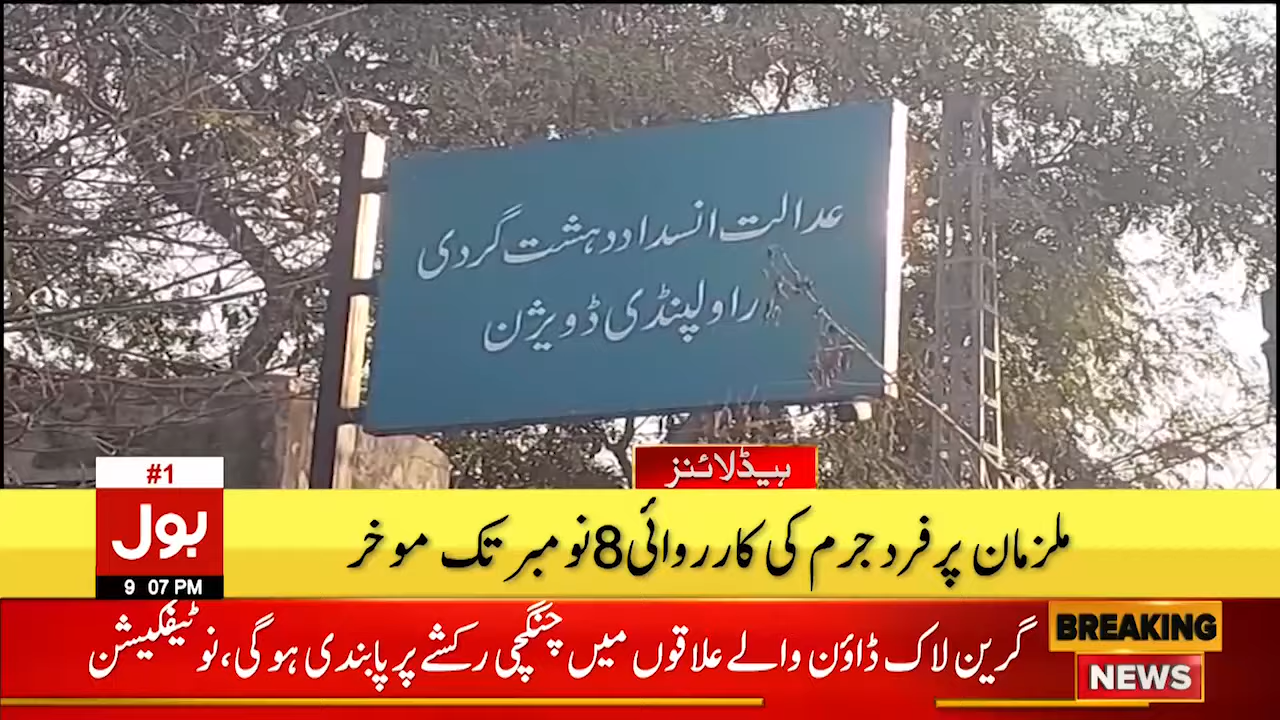 عدالت انسداد دہشت گردی
راولپنڈی ڈویژن
ہیڈلائنز
#1
بول
9 07 PM
ملزمان پر فرد جرم کی کارروائی 8 نومبر تک موخر
گرین لاک ڈاؤن والے علاقوں میں چنگچی رکشے پر پابندی ہوگی، نوٹیفکیشن
BREAKING
NEWS